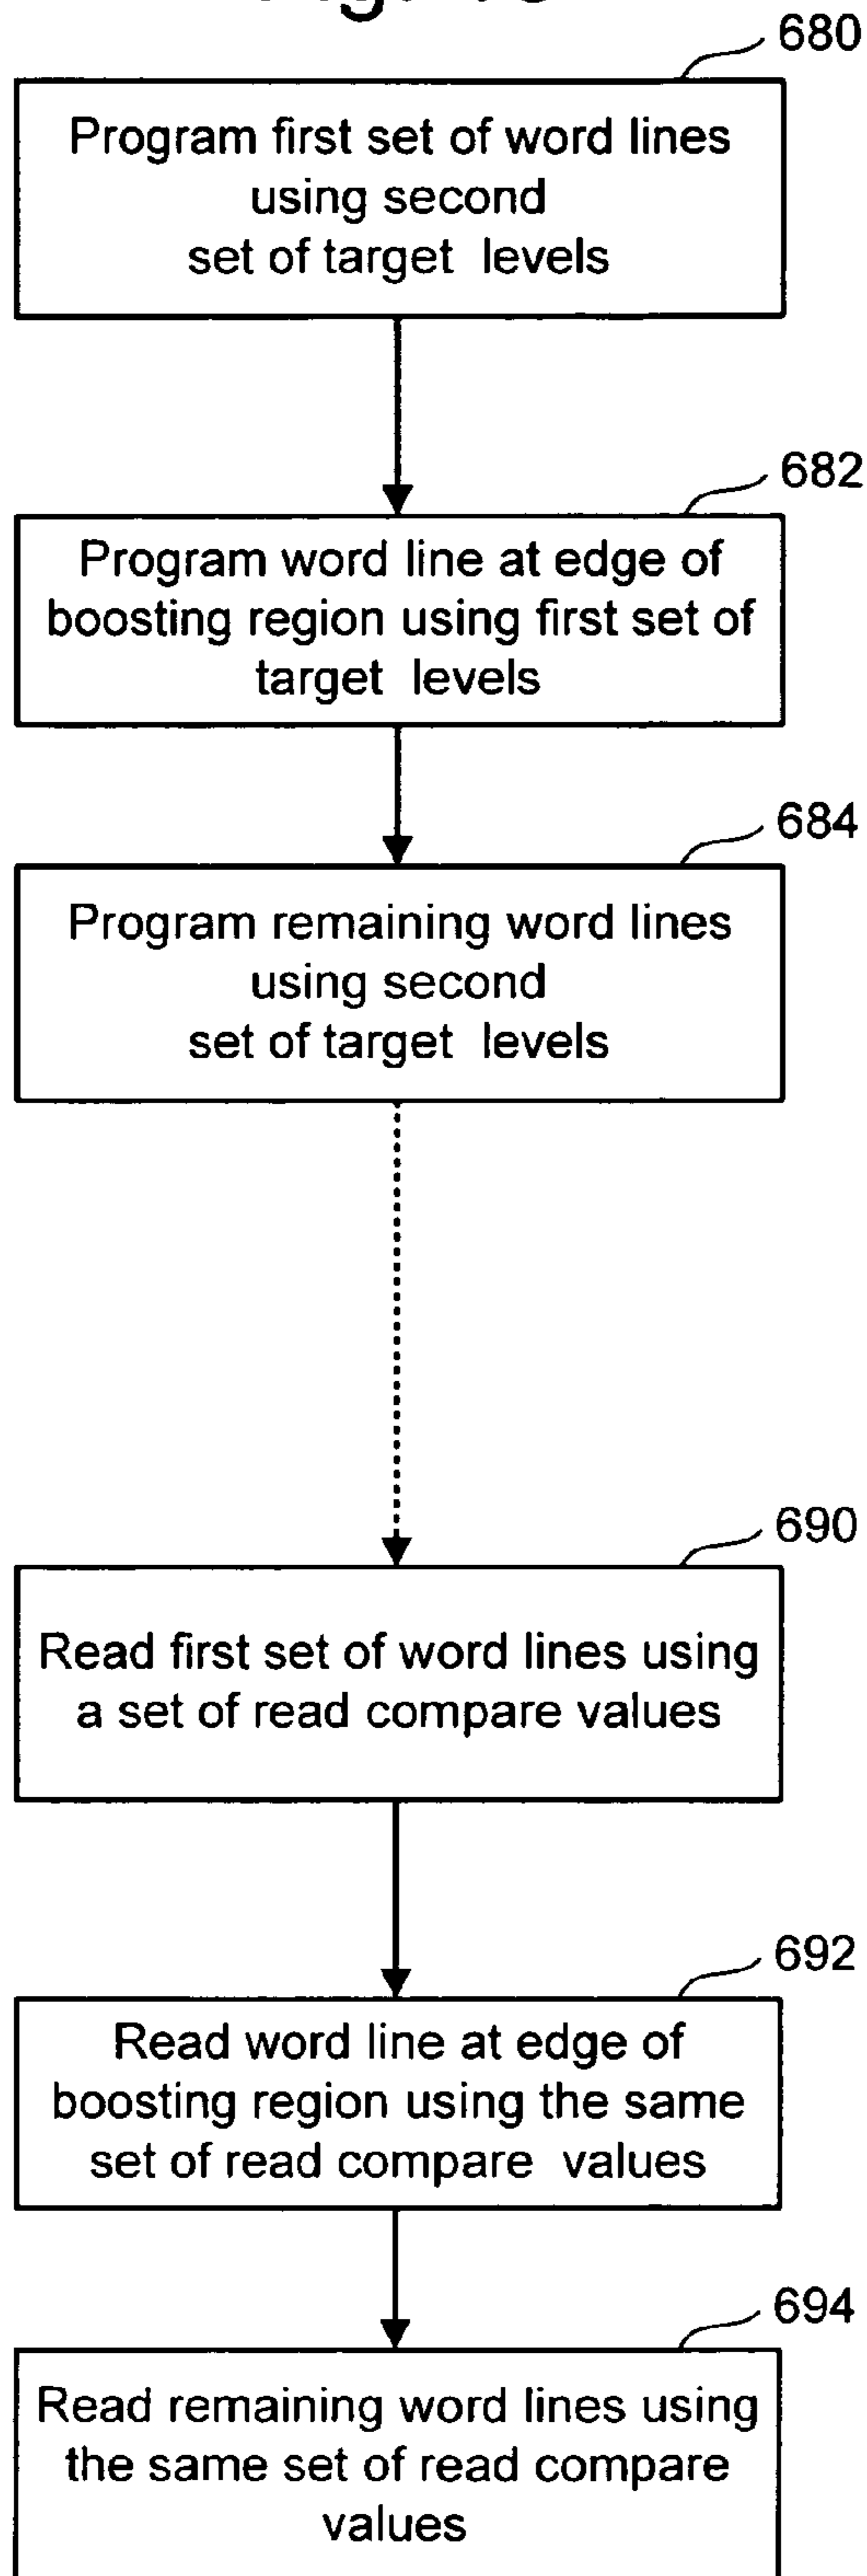 680
Program first set of word lines
using second
set of target levels
682
Program word line at edge of
boosting region using first set of
target levels
684
Program remaining word lines
using second
set of target levels
690
Read first set of word lines using
a set of read compare values
692
Read word line at edge of
boosting region using the same
set of read compare values
694
Read remaining word lines using
the same set of read compare
values